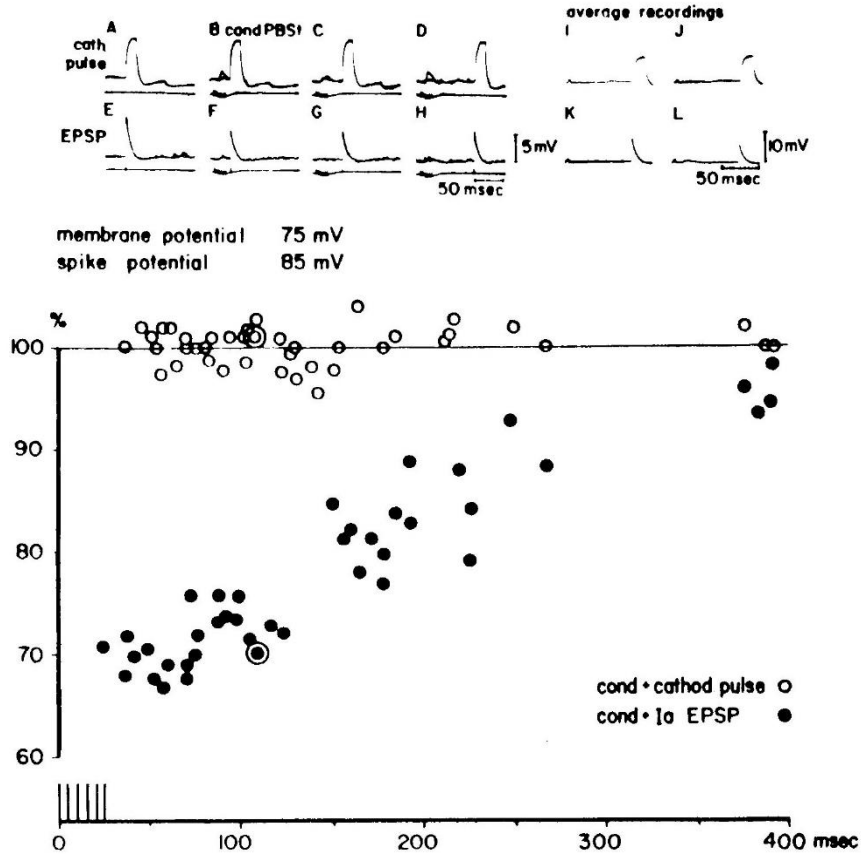 average recordings
A B cond PBSt C D I J
cath
pulse
E F G H K L
EPSP
5mV
10mV
50 msec
50 msec
membrane potential 75 mV
spike potential 85 mV
%
100
90
80
70
60
cond + cathod pulse
cond + Ia EPSP
0 100 200 300 400 msec